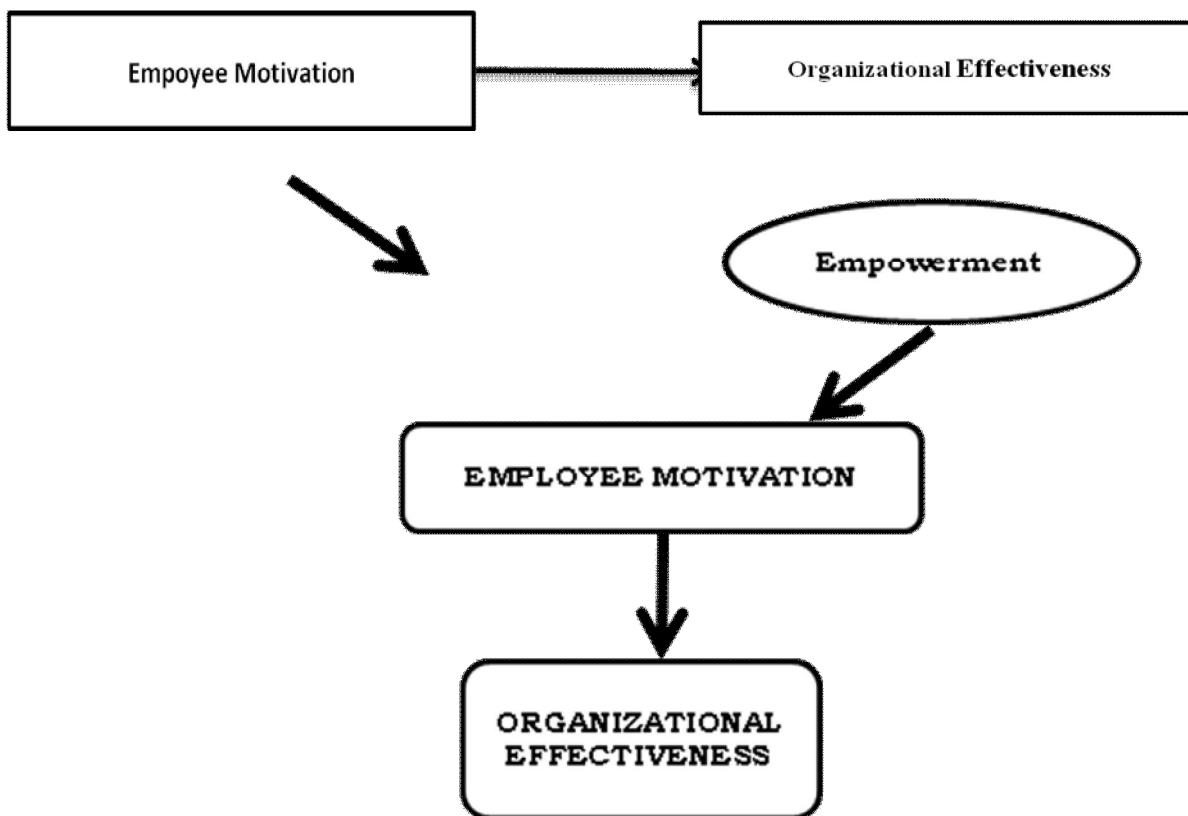 Empoyee Motivation
Organizational Effectiveness
Empowerment
EMPLOYEE MOTIVATION
ORGANIZATIONAL
EFFECTIVENESS